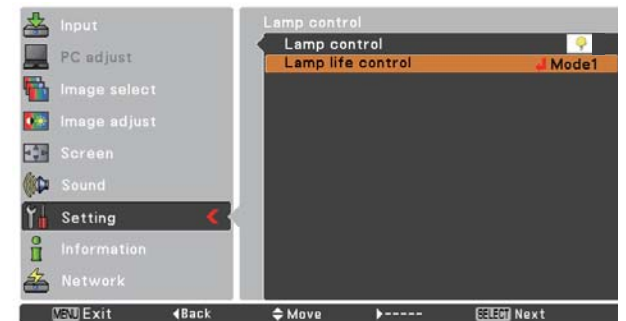 Input
PC adjust
Image select
Image adjust
Screen
Sound
Setting
Information
Network
Lamp control
Lamp control
Lamp life control Mode1
MENU Exit Back Move ----- SELECT Next